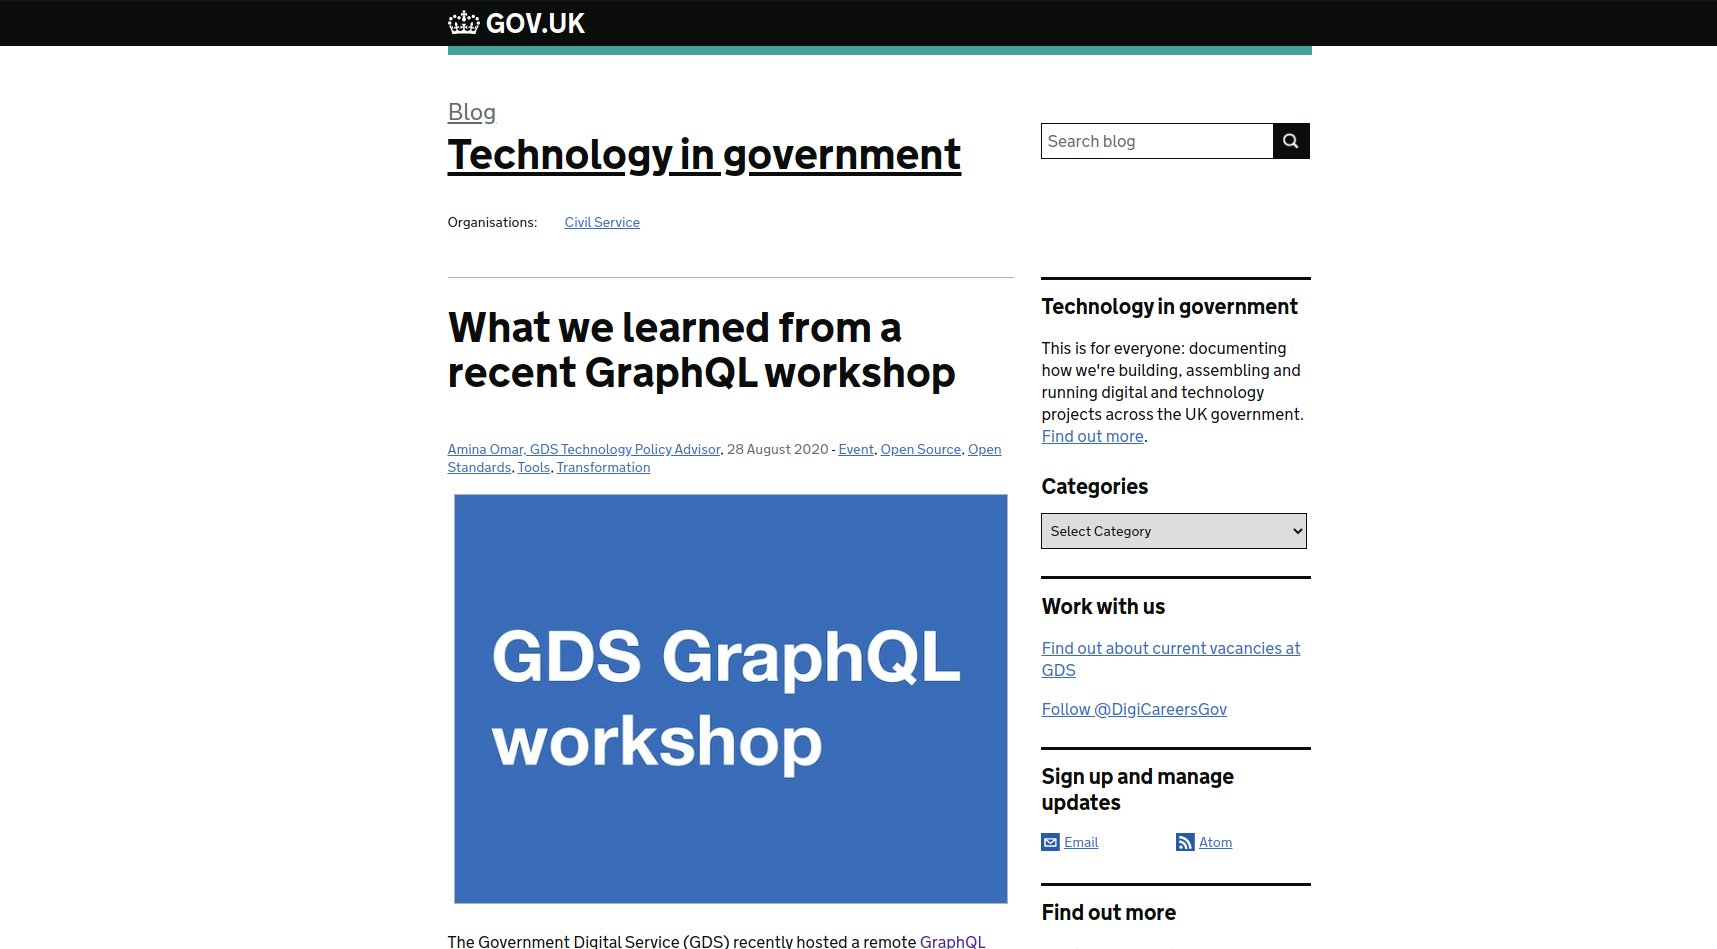 GOV.UK
Blog
Technology in government
Search blog
Organisations: Civil Service
What we learned from a
recent GraphQL workshop
Amina Omar, GDS Technology Policy Advisor, 28 August 2020 - Event, Open Source, Open
Standards, Tools, Transformation
GDS GraphQL
workshop
The Government Digital Service (GDS) recently hosted a remote GraphQL
Technology in government
This is for everyone: documenting
how we're building, assembling and
running digital and technology
projects across the UK government.
Find out more.
Categories
Select Category
Work with us
Find out about current vacancies at
GDS
Follow @DigiCareersGov
Sign up and manage
updates
Email
Atom
Find out more